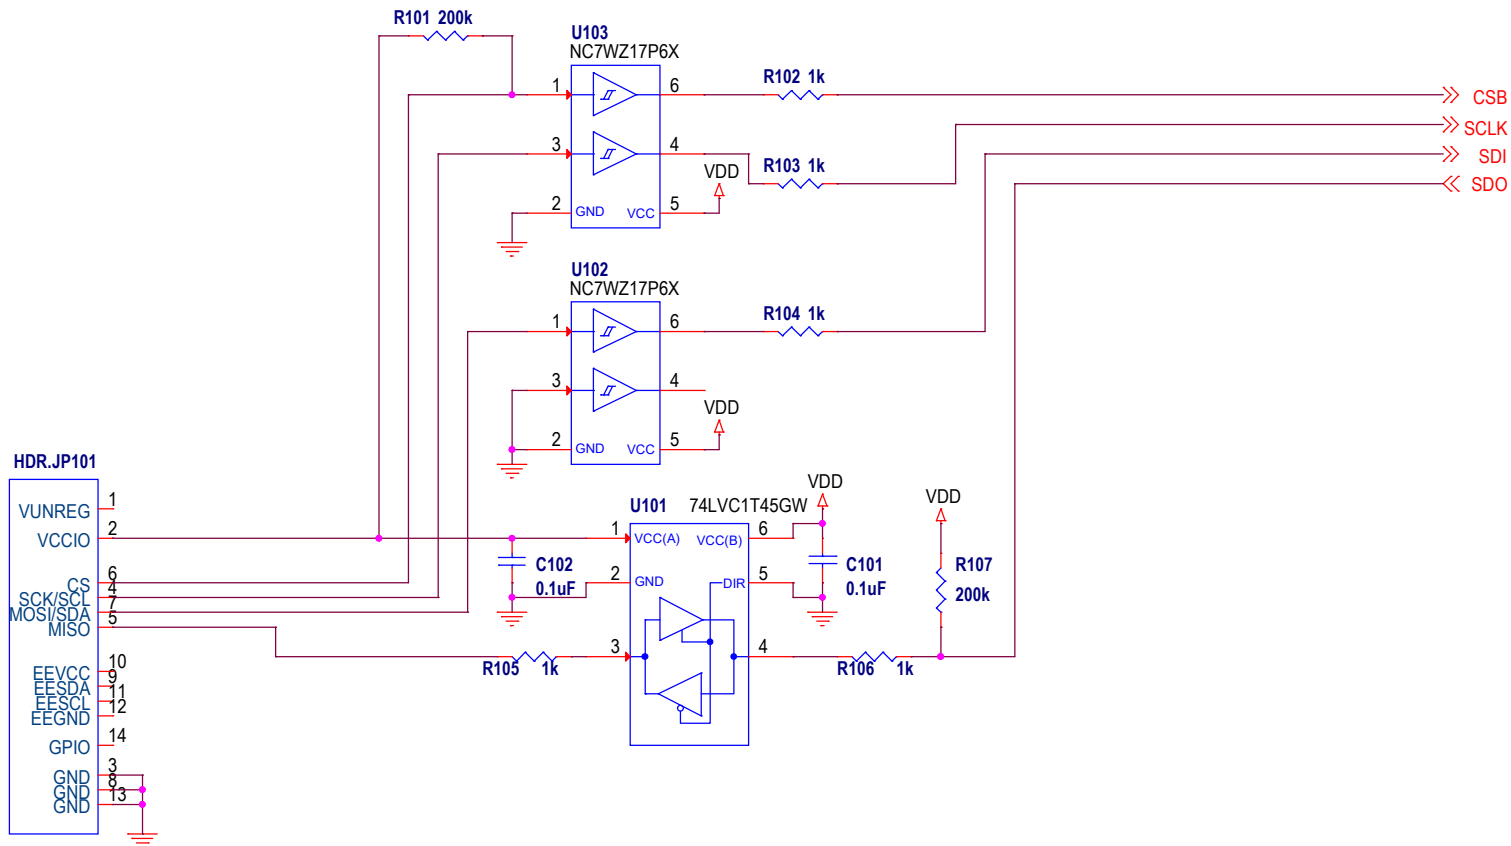 R101 200k
U103
NC7WZ17P6X
1
6
R102 1k
CSB
SCLK
3
4
R103 1k
VDD
SDI
SDO
2
GND
VCC
5
U102
NC7WZ17P6X
1
6
R104 1k
3
4
VDD
2
GND
VCC
5
HDR.JP101
VUNREG
1
VCCIO
2
CS
6
SCK/SCL
4
MOSI/SDA
7
MISO
5
EEVCC
10
EESDA
9
EESCL
11
EEGND
12
GPIO
14
GND
3
GND
8
GND
13
U101
74LVC1T45GW
VDD
1
VCC(A)
VCC(B)
6
C102
0.1uF
2
GND
DIR
5
C101
0.1uF
VDD
R107
200k
R105 1k
3
4
R106 1k